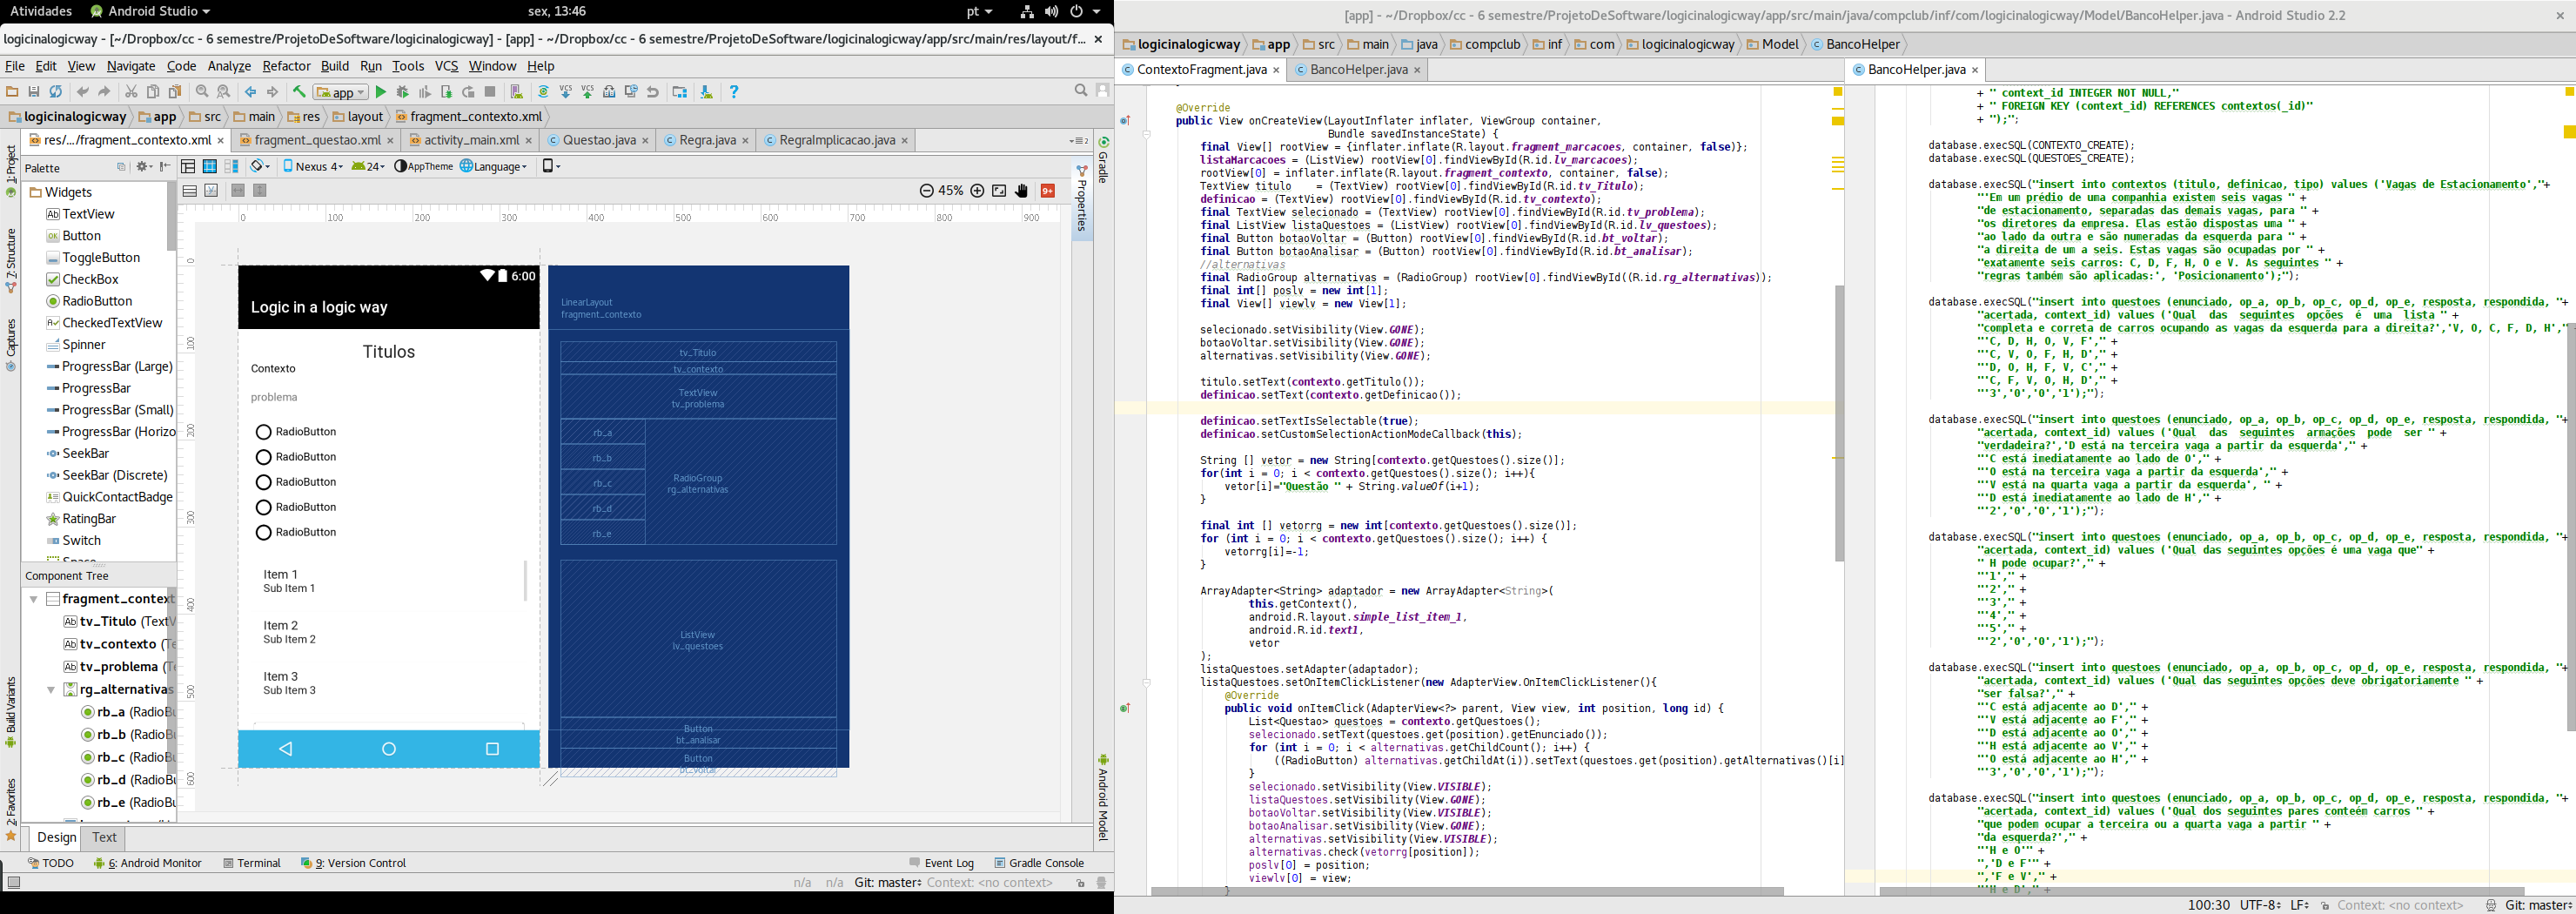 Atividades
Android Studio
sex, 13:46
pt
logicinalogicway - [~/Dropbox/cc - 6 semestre/ProjetoDeSoftware/logicinalogicway] - [app] - ~/Dropbox/cc - 6 semestre/ProjetoDeSoftware/logicinalogicway/app/src/main/res/layout/f...
File Edit View Navigate Code Analyze Refactor Build Run Tools VCS Window Help
app
logicinalogicway app src main res layout fragment_contexto.xml
res/.../fragment_contexto.xml fragment_questao.xml activity_main.xml Questao.java Regra.java RegraImplicacao.java
1: Project
7: Structure
Captures
Build Variants
2: Favorites
Palette
Nexus 4 24 AppTheme Language
45%
9+
Widgets
TextView
Button
ToggleButton
CheckBox
RadioButton
CheckedTextView
Spinner
ProgressBar (Large)
ProgressBar
ProgressBar (Small)
ProgressBar (Horizo
SeekBar
SeekBar (Discrete)
QuickContactBadge
RatingBar
Switch
Component Tree
fragment_context
tv_Titulo (TextV
tv_contexto (Te
tv_problema (T
rg_alternativas
rb_a (RadioBu
rb_b (RadioBu
rb_c (RadioBu
rb_d (RadioBu
rb_e (RadioBu
0 100 200 300 400 500 600 700 800 900
0
100
200
300
400
500
600
6:00
Logic in a logic way
Titulos
Contexto
problema
RadioButton
RadioButton
RadioButton
RadioButton
RadioButton
Item 1
Sub Item 1
Item 2
Sub Item 2
Item 3
Sub Item 3
LinearLayout
fragment_contexto
tv_Titulo
tv_contexto
TextView
tv_problema
rb_a
rb_b
rb_c
rb_d
rb_e
RadioGroup
rg_alternativas
ListView
lv_questoes
Button
bt_analisar
Button
bt_voltar
Gradle
Properties
Android Model
Design Text
TODO 6: Android Monitor Terminal 9: Version Control Event Log Gradle Console
n/a n/a Git: master Context: <no context>
[app] - ~/Dropbox/cc - 6 semestre/ProjetoDeSoftware/logicinalogicway/app/src/main/java/compclub/inf/com/logicinalogicway/Model/BancoHelper.java - Android Studio 2.2
logicinalogicway app src main java compclub inf com logicinalogicway Model BancoHelper
ContextoFragment.java BancoHelper.java
@Override
public View onCreateView(LayoutInflater inflater, ViewGroup container,
Bundle savedInstanceState) {
final View[] rootView = {inflater.inflate(R.layout.fragment_marcacoes, container, false)};
listaMarcacoes = (ListView) rootView[0].findViewById(R.id.lv_marcacoes);
rootView[0] = inflater.inflate(R.layout.fragment_contexto, container, false);
TextView titulo = (TextView) rootView[0].findViewById(R.id.tv_Titulo);
definicao = (TextView) rootView[0].findViewById(R.id.tv_contexto);
final TextView selecionado = (TextView) rootView[0].findViewById(R.id.tv_problema);
final ListView listaQuestoes = (ListView) rootView[0].findViewById(R.id.lv_questoes);
final Button botaoVoltar = (Button) rootView[0].findViewById(R.id.bt_voltar);
final Button botaoAnalisar = (Button) rootView[0].findViewById(R.id.bt_analisar);
//alternativas
final RadioGroup alternativas = (RadioGroup) rootView[0].findViewById((R.id.rg_alternativas));
final int[] poslv = new int[1];
final View[] viewlv = new View[1];
selecionado.setVisibility(View.GONE);
botaoVoltar.setVisibility(View.GONE);
alternativas.setVisibility(View.GONE);
titulo.setText(contexto.getTitulo());
definicao.setText(contexto.getDefinicao());
definicao.setTextIsSelectable(true);
definicao.setCustomSelectionActionModeCallback(this);
String [] vetor = new String[contexto.getQuestoes().size()];
for(int i = 0; i < contexto.getQuestoes().size(); i++){
vetor[i]="Questão " + String.valueOf(i+1);
}
final int [] vetorrg = new int[contexto.getQuestoes().size()];
for (int i = 0; i < contexto.getQuestoes().size(); i++) {
vetorrg[i]=-1;
}
ArrayAdapter<String> adaptador = new ArrayAdapter<String>(
this.getContext(),
android.R.layout.simple_list_item_1,
android.R.id.text1,
vetor
);
listaQuestoes.setAdapter(adaptador);
listaQuestoes.setOnItemClickListener(new AdapterView.OnItemClickListener(){
@Override
public void onItemClick(AdapterView<?> parent, View view, int position, long id) {
List<Questao> questoes = contexto.getQuestoes();
selecionado.setText(questoes.get(position).getEnunciado());
for (int i = 0; i < alternativas.getChildCount(); i++) {
((RadioButton) alternativas.getChildAt(i)).setText(questoes.get(position).getAlternativas()[i]
}
selecionado.setVisibility(View.VISIBLE);
listaQuestoes.setVisibility(View.GONE);
botaoVoltar.setVisibility(View.VISIBLE);
botaoAnalisar.setVisibility(View.GONE);
alternativas.setVisibility(View.VISIBLE);
alternativas.check(vetorrg[position]);
poslv[0] = position;
viewlv[0] = view;
}
BancoHelper.java
+ " context_id INTEGER NOT NULL,"
+ " FOREIGN KEY (context_id) REFERENCES contextos(_id)"
+ ");";
database.execSQL(CONTEXTO_CREATE);
database.execSQL(QUESTOES_CREATE);
database.execSQL("insert into contextos (titulo, definicao, tipo) values ('Vagas de Estacionamento',"+
"'Em um prédio de uma companhia existem seis vagas " +
"de estacionamento, separadas das demais vagas, para " +
"os diretores da empresa. Elas estão dispostas uma " +
"ao lado da outra e são numeradas da esquerda para " +
"a direita de um a seis. Estas vagas são ocupadas por " +
"exatamente seis carros: C, D, F, H, O e V. As seguintes " +
"regras também são aplicadas:', 'Posicionamento');");
database.execSQL("insert into questoes (enunciado, op_a, op_b, op_c, op_d, op_e, resposta, respondida, "+
"acertada, context_id) values ('Qual das seguintes opções é uma lista " +
"completa e correta de carros ocupando as vagas da esquerda para a direita?','V, O, C, F, D, H',"
"'C, D, H, O, V, F'," +
"'C, V, O, F, H, D'," +
"'D, O, H, F, V, C'," +
"'C, F, V, O, H, D'," +
"'3','0','0','1');");
database.execSQL("insert into questoes (enunciado, op_a, op_b, op_c, op_d, op_e, resposta, respondida, "+
"acertada, context_id) values ('Qual das seguintes armações pode ser " +
"verdadeira?','D está na terceira vaga a partir da esquerda'," +
"'C está imediatamente ao lado de O'," +
"'O está na terceira vaga a partir da esquerda'," +
"'V está na quarta vaga a partir da esquerda', " +
"'D está imediatamente ao lado de H'," +
"'2','0','0','1');");
database.execSQL("insert into questoes (enunciado, op_a, op_b, op_c, op_d, op_e, resposta, respondida, "+
"acertada, context_id) values ('Qual das seguintes opções é uma vaga que" +
" H pode ocupar?'," +
"'1'," +
"'2'," +
"'3'," +
"'4'," +
"'5'," +
"'2','0','0','1');");
database.execSQL("insert into questoes (enunciado, op_a, op_b, op_c, op_d, op_e, resposta, respondida, "+
"acertada, context_id) values ('Qual das seguintes opções deve obrigatoriamente " +
"ser falsa?'," +
"'C está adjacente ao D'," +
"'V está adjacente ao F'," +
"'D está adjacente ao O'," +
"'H está adjacente ao V'," +
"'O está adjacente ao H'," +
"'3','0','0','1');");
database.execSQL("insert into questoes (enunciado, op_a, op_b, op_c, op_d, op_e, resposta, respondida, "+
"acertada, context_id) values ('Qual dos seguintes pares conteém carros " +
"que podem ocupar a terceira ou a quarta vaga a partir " +
"da esquerda?'," +
"'H e O'" +
",'D e F'" +
",'F e V'," +
"'H e D'," +
100:30 UTF-8 LF Context: <no context> Git: master